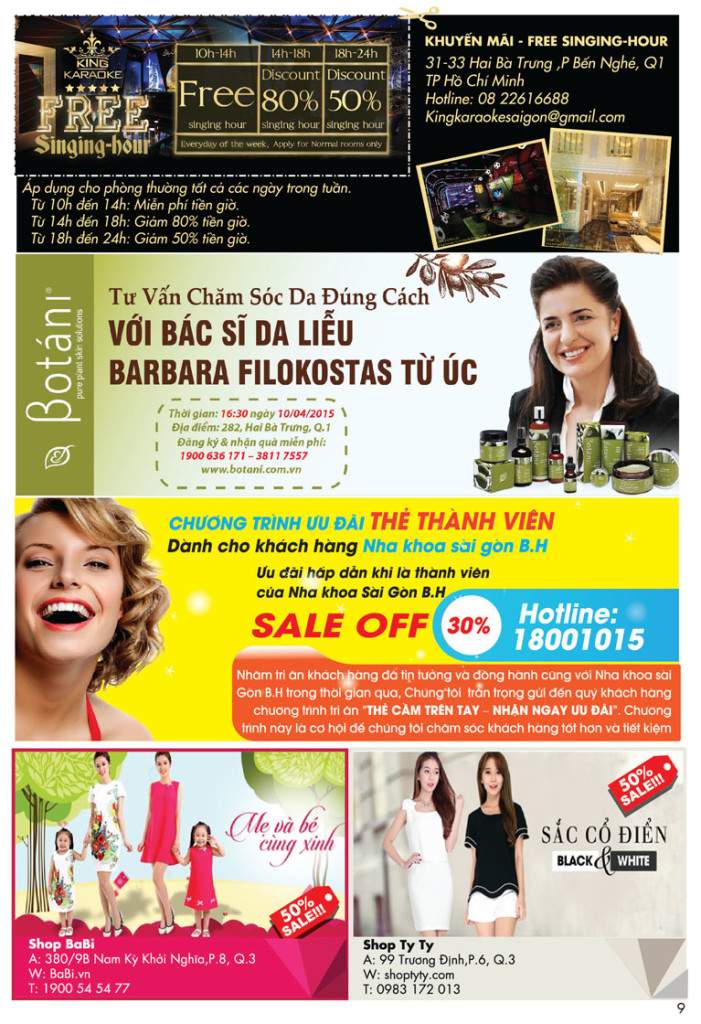 KING
KARAOKE
FREE
Singing-hour
10h-14h
Free
singing hour
14h-18h
Discount
80%
singing hour
18h-24h
Discount
50%
singing hour
Everyday of the week, Apply for Normal rooms only
KHUYẾN MÃI - FREE SINGING-HOUR
31-33 Hai Bà Trưng ,P Bến Nghé, Q1
TP Hồ Chí Minh
Hotline: 08 22616688
Kingkaraokesaigon@gmail.com
Áp dụng cho phòng thường tất cả các ngày trong tuần.
Từ 10h đến 14h: Miễn phí tiền giờ.
Từ 14h đến 18h: Giảm 80% tiền giờ.
Từ 18h đến 24h: Giảm 50% tiền giờ.
Botáni®
pure plant skin solutions
Tư Vấn Chăm Sóc Da Đúng Cách
VỚI BÁC SĨ DA LIỄU
BARBARA FILOKOSTAS TỪ ÚC
Thời gian: 16:30 ngày 10/04/2015
Địa điểm: 282, Hai Bà Trưng, Q.1
Đăng ký & nhận quà miễn phí:
1900 636 171 – 3811 7557
www.botani.com.vn
CHƯƠNG TRÌNH ƯU ĐÃI THẺ THÀNH VIÊN
Dành cho khách hàng Nha khoa sài gòn B.H
Ưu đãi hấp dẫn khi là thành viên
của Nha khoa Sài Gòn B.H
SALE OFF 30%
Hotline:
18001015
Nhằm tri ân khách hàng đã tin tưởng và đồng hành cùng với Nha khoa sài
Gòn B.H trong thời gian qua, Chúng tôi trân trọng gửi đến quý khách hàng
chương trình tri ân "THẺ CẦM TRÊN TAY – NHẬN NGAY ƯU ĐÃI". Chương
trình này là cơ hội để chúng tôi chăm sóc khách hàng tốt hơn và tiết kiệm
Mẹ và bé
cùng xinh
50%
SALE!!!
Shop BaBi
A: 380/9B Nam Kỳ Khởi Nghĩa,P.8, Q.3
W: BaBi.vn
T: 1900 54 54 77
50%
SALE!!!
SẮC CỔ ĐIỂN
BLACK & WHITE
Shop Ty Ty
A: 99 Trương Định,P.6, Q.3
W: shoptyty.com
T: 0983 172 013
9